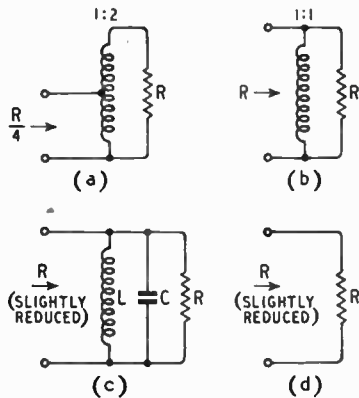 1:2
R
R
4
(a)
1:1
R
R
(b)
R
(SLIGHTLY
REDUCED)
L
C
R
(c)
R
(SLIGHTLY
REDUCED)
R
(d)